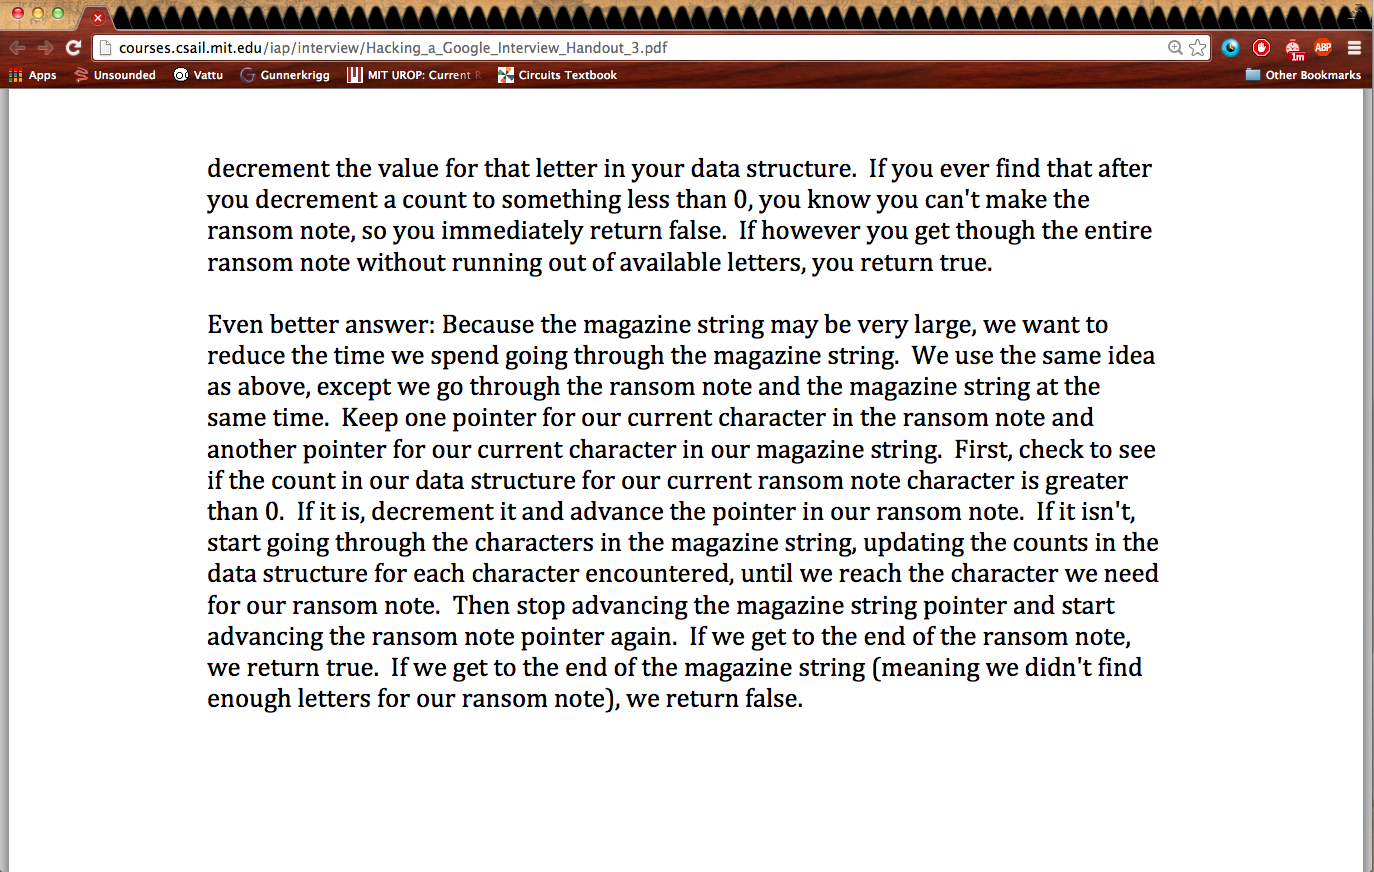 courses.csail.mit.edu/iap/interview/Hacking_a_Google_Interview_Handout_3.pdf
ABP
1m
Apps Unsounded Vattu Gunnerkrigg MIT UROP: Current R Circuits Textbook Other Bookmarks
decrement the value for that letter in your data structure.  If you ever find that after
you decrement a count to something less than 0, you know you can't make the
ransom note, so you immediately return false.  If however you get though the entire
ransom note without running out of available letters, you return true.
Even better answer: Because the magazine string may be very large, we want to
reduce the time we spend going through the magazine string.  We use the same idea
as above, except we go through the ransom note and the magazine string at the
same time.  Keep one pointer for our current character in the ransom note and
another pointer for our current character in our magazine string.  First, check to see
if the count in our data structure for our current ransom note character is greater
than 0.  If it is, decrement it and advance the pointer in our ransom note.  If it isn't,
start going through the characters in the magazine string, updating the counts in the
data structure for each character encountered, until we reach the character we need
for our ransom note.  Then stop advancing the magazine string pointer and start
advancing the ransom note pointer again.  If we get to the end of the ransom note,
we return true.  If we get to the end of the magazine string (meaning we didn't find
enough letters for our ransom note), we return false.